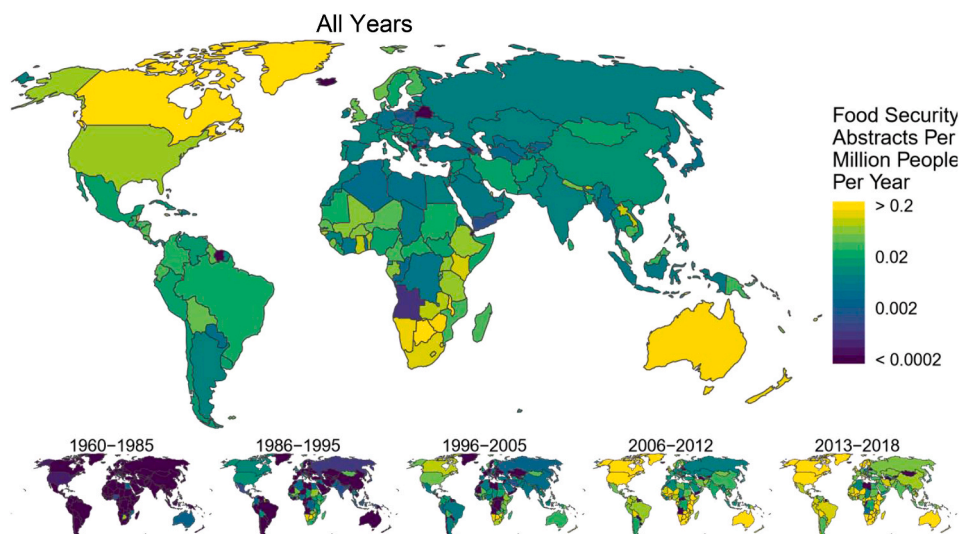 All Years
Food Security
Abstracts Per
Million People
Per Year
> 0.2
0.02
0.002
< 0.0002
1960−1985
1986−1995
1996−2005
2006−2012
2013−2018